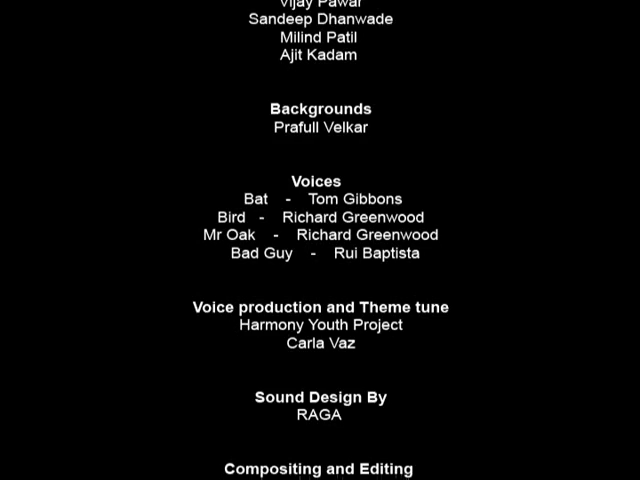 Vijay Pawar
Sandeep Dhanwade
Milind Patil
Ajit Kadam
Backgrounds
Prafull Velkar
Voices
Bat - Tom Gibbons
Bird - Richard Greenwood
Mr Oak - Richard Greenwood
Bad Guy - Rui Baptista
Voice production and Theme tune
Harmony Youth Project
Carla Vaz
Sound Design By
RAGA
Compositing and Editing